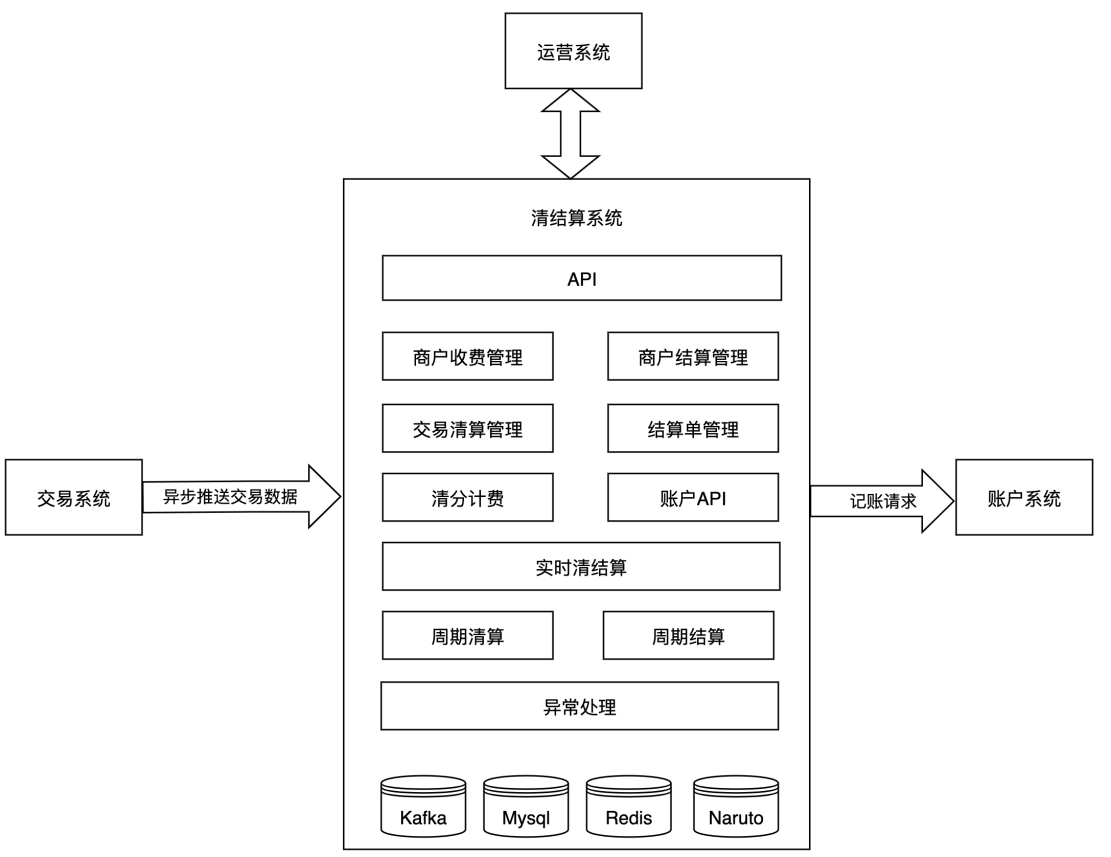 运营系统
清结算系统
API
商户收费管理
商户结算管理
交易清算管理
结算单管理
交易系统
异步推送交易数据
清分计费
账户API
记账请求
账户系统
实时清结算
周期清算
周期结算
异常处理
Kafka
Mysql
Redis
Naruto